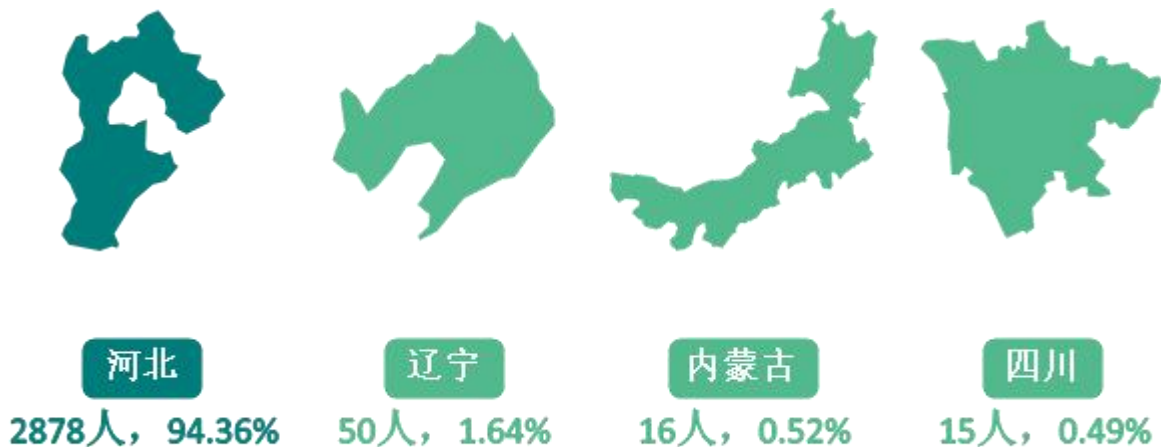 河北
辽宁
内蒙古
四川
2878人，94.36%
50人，1.64%
16人，0.52%
15人，0.49%